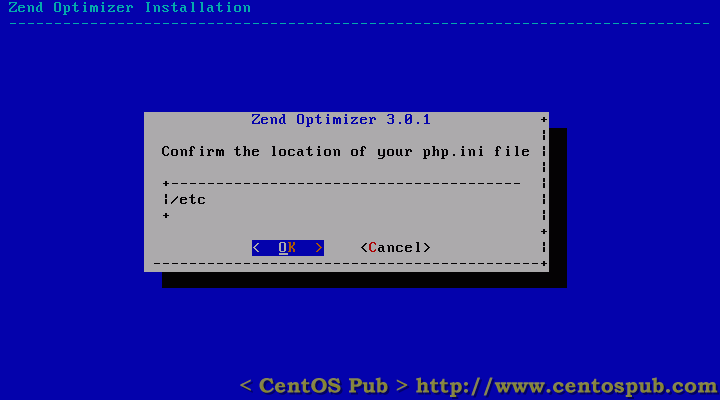 Zend Optimizer Installation
Zend Optimizer 3.0.1
Confirm the location of your php.ini file
/etc
< OK > <Cancel>
< CentOS Pub > http://www.centospub.com